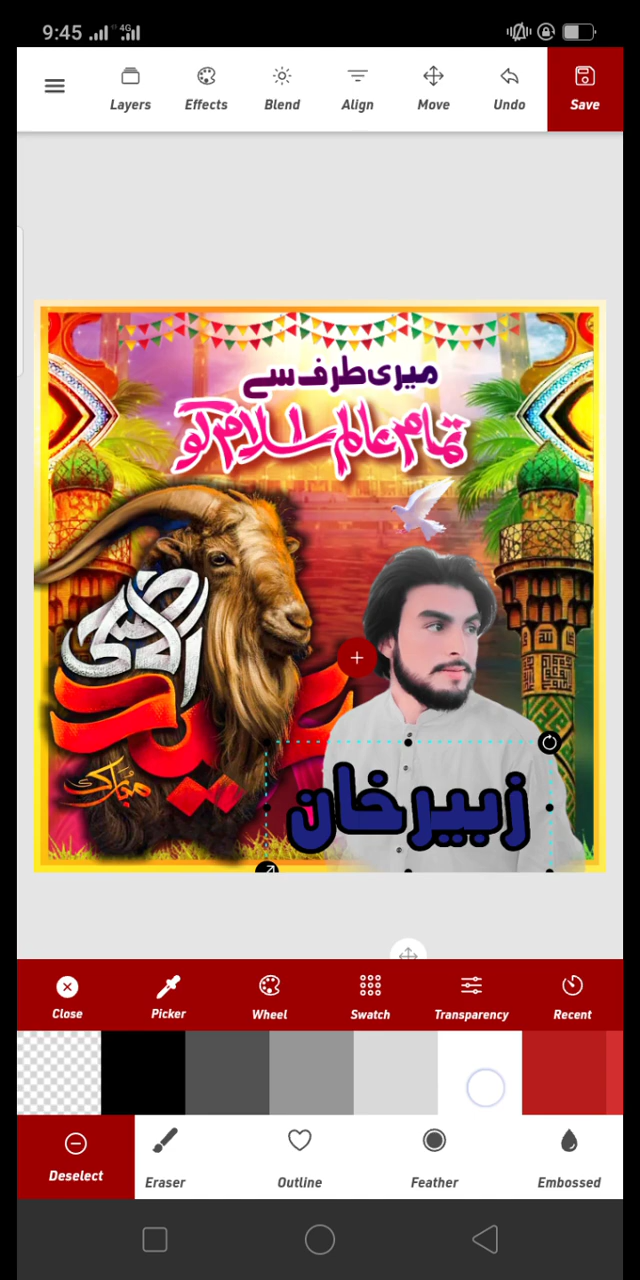 9:45 4G
Layers Effects Blend Align Move Undo Save
میری طرف سے
تمام عالم اسلام کو
عید الاضحیٰ
مبارک
زبیر خان
Close Picker Wheel Swatch Transparency Recent
Deselect Eraser Outline Feather Embossed